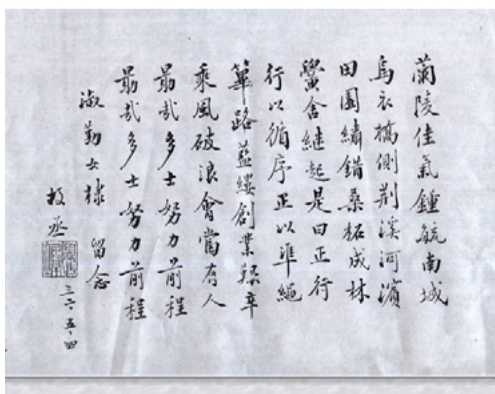 蘭陵佳氣鍾毓南城
烏衣橋側荆溪河濱
田園繡錯桑柘成林
黌舍繼起是曰正行
行以循序正以準繩
篳路藍縷創業艱辛
乘風破浪會當有人
勗哉多士努力前程
勗哉多士努力前程
淑勤女棣 留念
三六、五、四